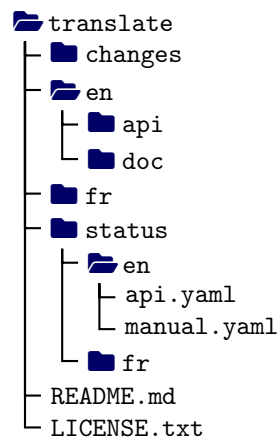 translate
changes
en
api
doc
fr
status
en
api.yaml
manual.yaml
fr
README.md
LICENSE.txt